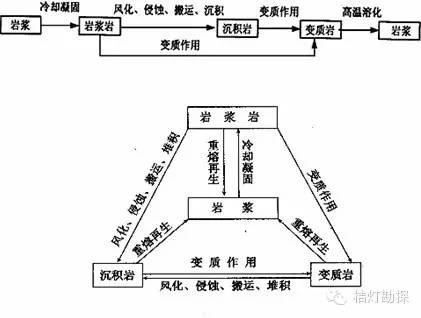 冷却凝固
风化、侵蚀、搬运、沉积
变质作用
高温溶化
岩浆
岩浆岩
沉积岩
变质岩
岩浆
变质作用
岩浆岩
风化、侵蚀、搬运、堆积
重熔再生
冷却凝固
变质作用
岩浆
重熔再生
重熔再生
沉积岩
变质作用
变质岩
风化、侵蚀、搬运、堆积
桔灯勘探